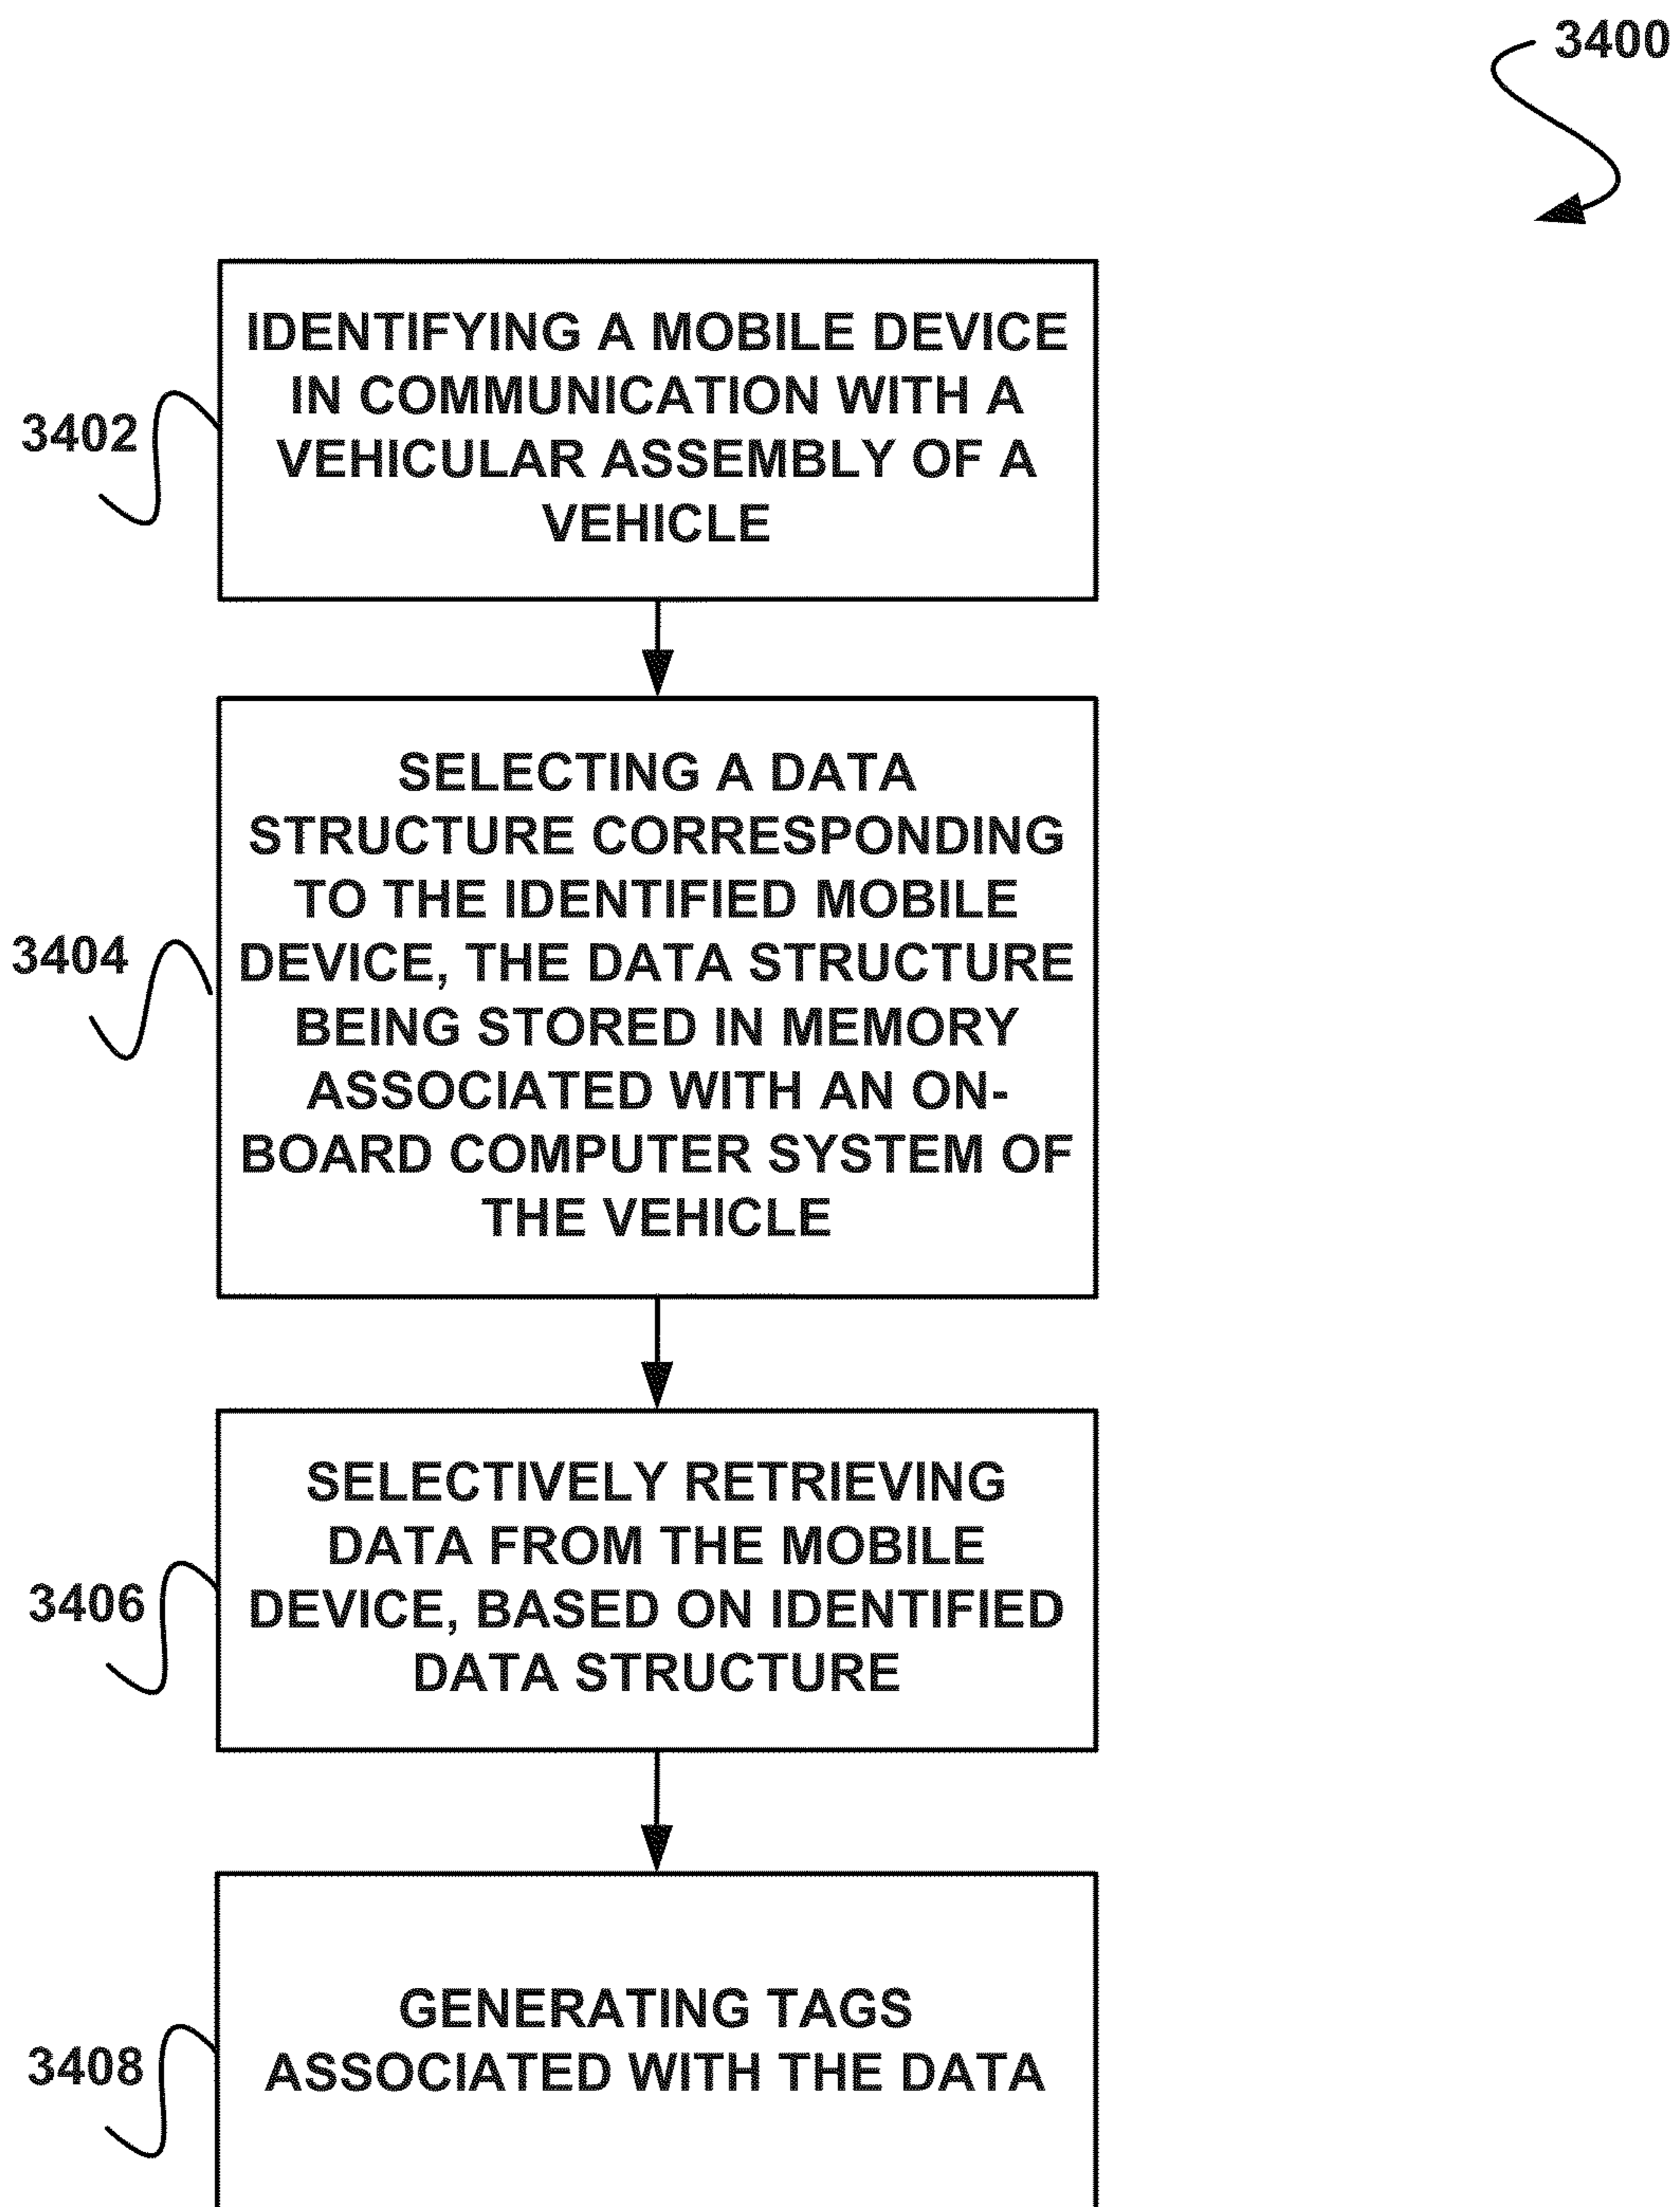 3400
IDENTIFYING A MOBILE DEVICE
IN COMMUNICATION WITH A
VEHICULAR ASSEMBLY OF A
VEHICLE
3402
SELECTING A DATA
STRUCTURE CORRESPONDING
TO THE IDENTIFIED MOBILE
DEVICE, THE DATA STRUCTURE
BEING STORED IN MEMORY
ASSOCIATED WITH AN ON-
BOARD COMPUTER SYSTEM OF
THE VEHICLE
3404
SELECTIVELY RETRIEVING
DATA FROM THE MOBILE
DEVICE, BASED ON IDENTIFIED
DATA STRUCTURE
3406
GENERATING TAGS
ASSOCIATED WITH THE DATA
3408